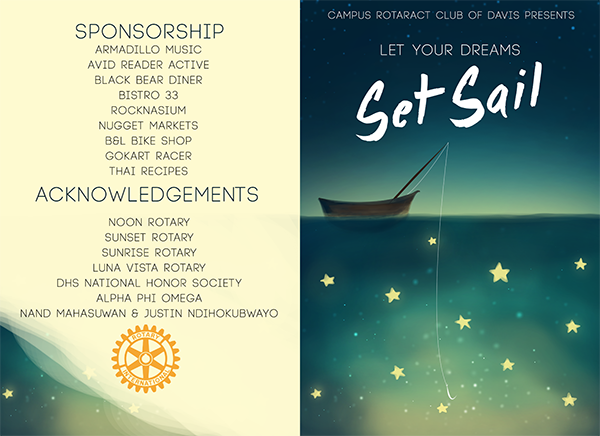 SPONSORSHIP
ARMADILLO MUSIC
AVID READER ACTIVE
BLACK BEAR DINER
BISTRO 33
ROCKNASIUM
NUGGET MARKETS
B&L BIKE SHOP
GOKART RACER
THAI RECIPES
ACKNOWLEDGEMENTS
NOON ROTARY
SUNSET ROTARY
SUNRISE ROTARY
LUNA VISTA ROTARY
DHS NATIONAL HONOR SOCIETY
ALPHA PHI OMEGA
NAND MAHASUWAN & JUSTIN NDIHOKUBWAYO
ROTARY
INTERNATIONAL
CAMPUS ROTARACT CLUB OF DAVIS PRESENTS
LET YOUR DREAMS
Set Sail